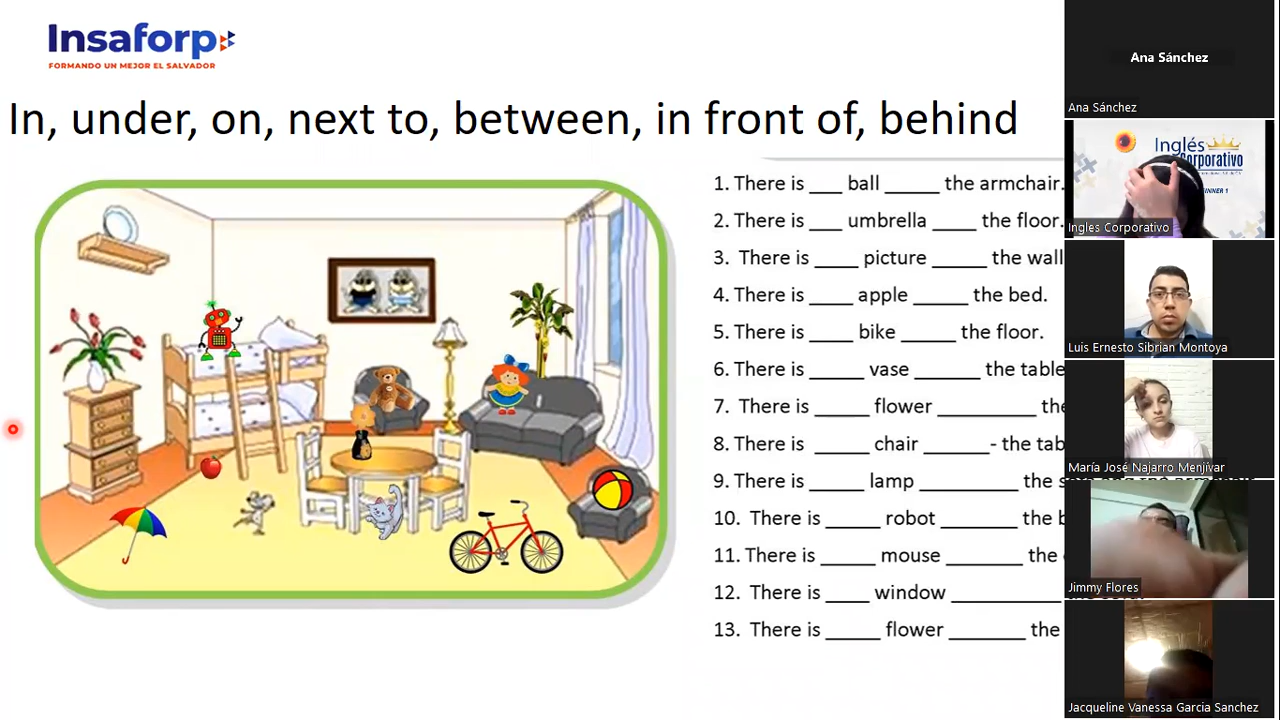 Insaforp
FORMANDO UN MEJOR EL SALVADOR
In, under, on, next to, between, in front of, behind
1. There is ___ ball _____ the armchair.
2. There is ___ umbrella ____ the floor.
3. There is ____ picture _____ the wall
4. There is ____ apple _____ the bed.
5. There is ____ bike _____ the floor.
6. There is _____ vase ______ the table
7. There is _____ flower _________ the
8. There is _____ chair ______- the tab
9. There is _____ lamp _________ the
10. There is _____ robot _______ the b
11. There is _____ mouse _______ the
12. There is ____ window __________
13. There is _____ flower _______ the
Ana Sánchez
Ana Sánchez
Inglés
Corporativo
Ingles Corporativo
Luis Ernesto Sibrian Montoya
María José Najarro Menjívar
Jimmy Flores
Jacqueline Vanessa Garcia Sanchez